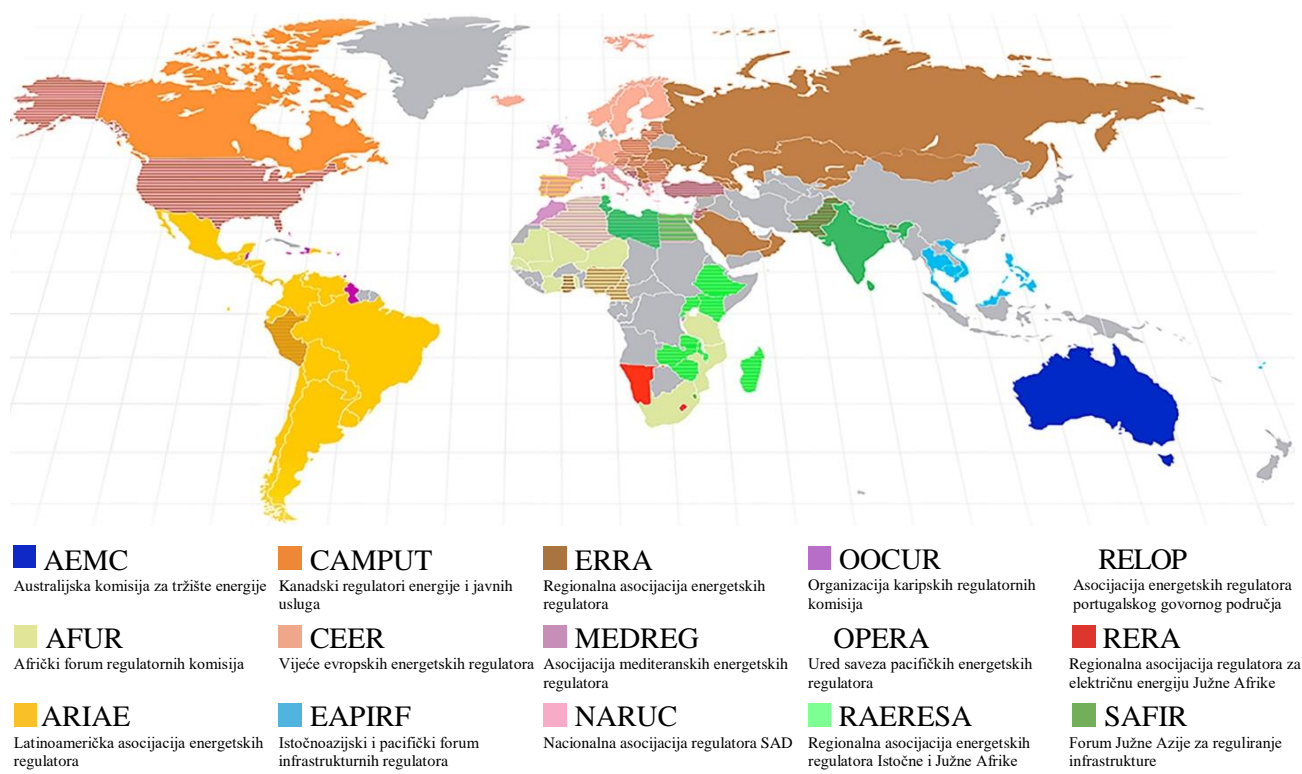 AEMC
Australijska komisija za tržište energije
CAMPUT
Kanadski regulatori energije i javnih
usluga
ERRA
Regionalna asocijacija energetskih
regulatora
OOCUR
Organizacija karipskih regulatornih
komisija
RELOP
Asocijacija energetskih regulatora
portugalskog govornog područja
AFUR
Afrički forum regulatornih komisija
CEER
Vijeće evropskih energetskih regulatora
MEDREG
Asocijacija mediteranskih energetskih
regulatora
OPERA
Ured saveza pacifičkih energetskih
regulatora
RERA
Regionalna asocijacija regulatora za
električnu energiju Južne Afrike
ARIAE
Latinoamerička asocijacija energetskih
regulatora
EAPIRF
Istočnoazijski i pacifički forum
infrastrukturnih regulatora
NARUC
Nacionalna asocijacija regulatora SAD
RAERESA
Regionalna asocijacija energetskih
regulatora Istočne i Južne Afrike
SAFIR
Forum Južne Azije za reguliranje
infrastrukture